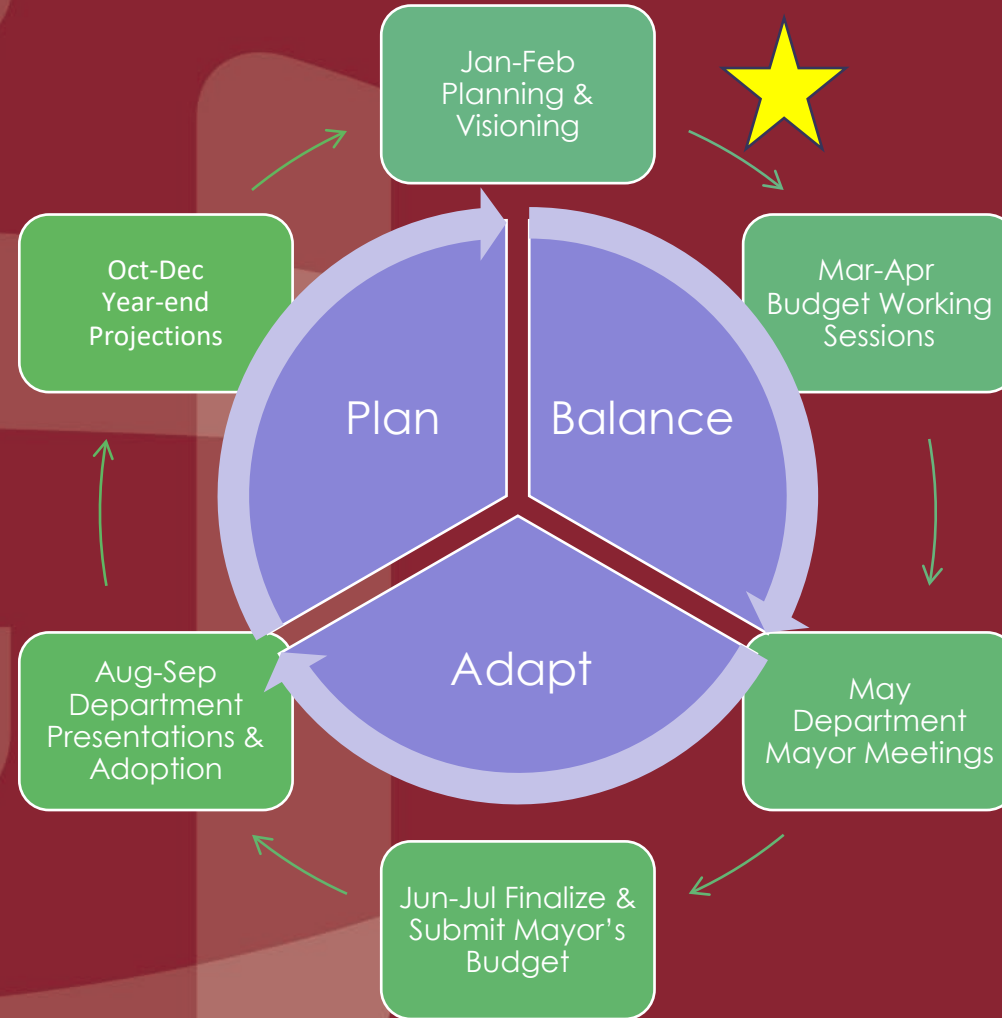 Jan-Feb
Planning &
Visioning
Mar-Apr
Budget Working
Sessions
May
Department
Mayor Meetings
Jun-Jul Finalize &
Submit Mayor’s
Budget
Aug-Sep
Department
Presentations &
Adoption
Oct-Dec
Year-end
Projections
Plan
Balance
Adapt